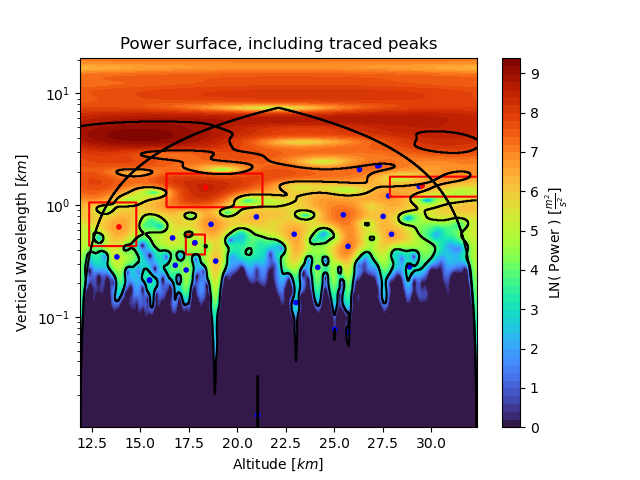 Power surface, including traced peaks
Vertical Wavelength [km]
10¹
10⁰
10⁻¹
12.5 15.0 17.5 20.0 22.5 25.0 27.5 30.0
Altitude [km]
9
8
7
6
5
4
3
2
1
0
LN( Power ) [m²/s²]